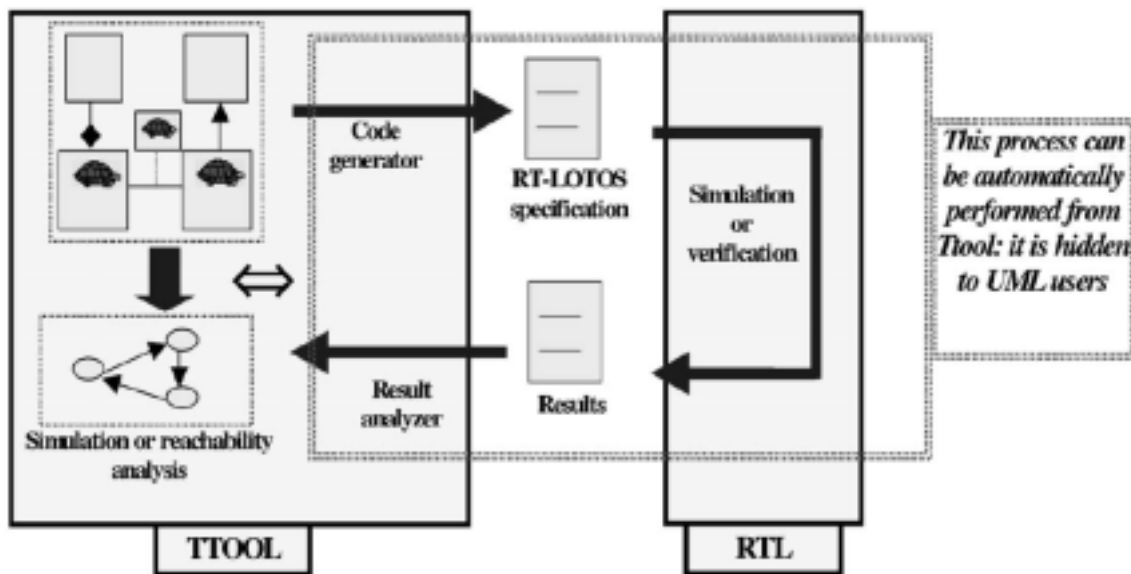 Code
generator
RT-LOTOS
specification
Simulation
or
verification
This process can
be automatically
performed from
Ttool: it is hidden
to UML users
Simulation or reachability
analysis
Result
analyzer
Results
TTOOL
RTL